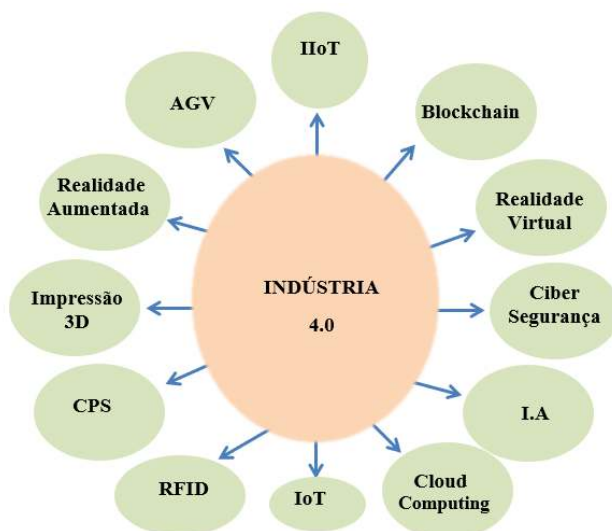 IIoT
AGV
Blockchain
Realidade
Aumentada
Realidade
Virtual
INDÚSTRIA
4.0
Impressão
3D
Ciber
Segurança
CPS
I.A
RFID
IoT
Cloud
Computing